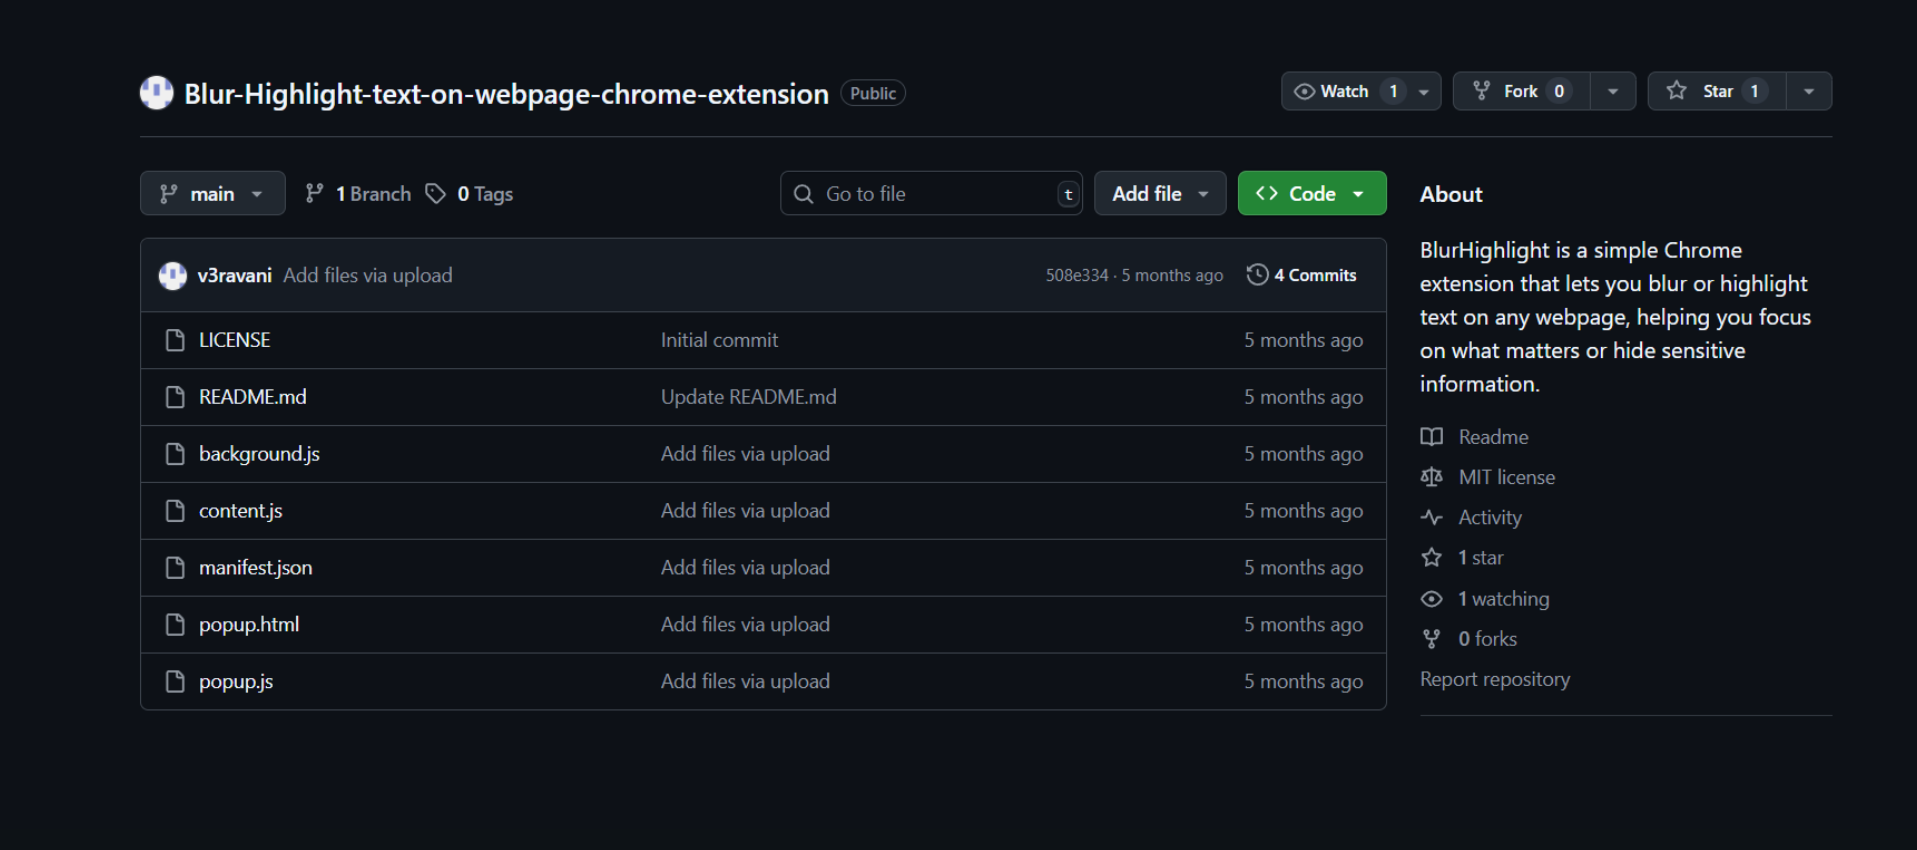 Blur-Highlight-text-on-webpage-chrome-extension Public
Watch 1 Fork 0 Star 1
main 1 Branch 0 Tags Go to file t Add file Code
v3ravani Add files via upload 508e334 · 5 months ago 4 Commits
LICENSE Initial commit 5 months ago
README.md Update README.md 5 months ago
background.js Add files via upload 5 months ago
content.js Add files via upload 5 months ago
manifest.json Add files via upload 5 months ago
popup.html Add files via upload 5 months ago
popup.js Add files via upload 5 months ago
About
BlurHighlight is a simple Chrome
extension that lets you blur or highlight
text on any webpage, helping you focus
on what matters or hide sensitive
information.
Readme
MIT license
Activity
1 star
1 watching
0 forks
Report repository